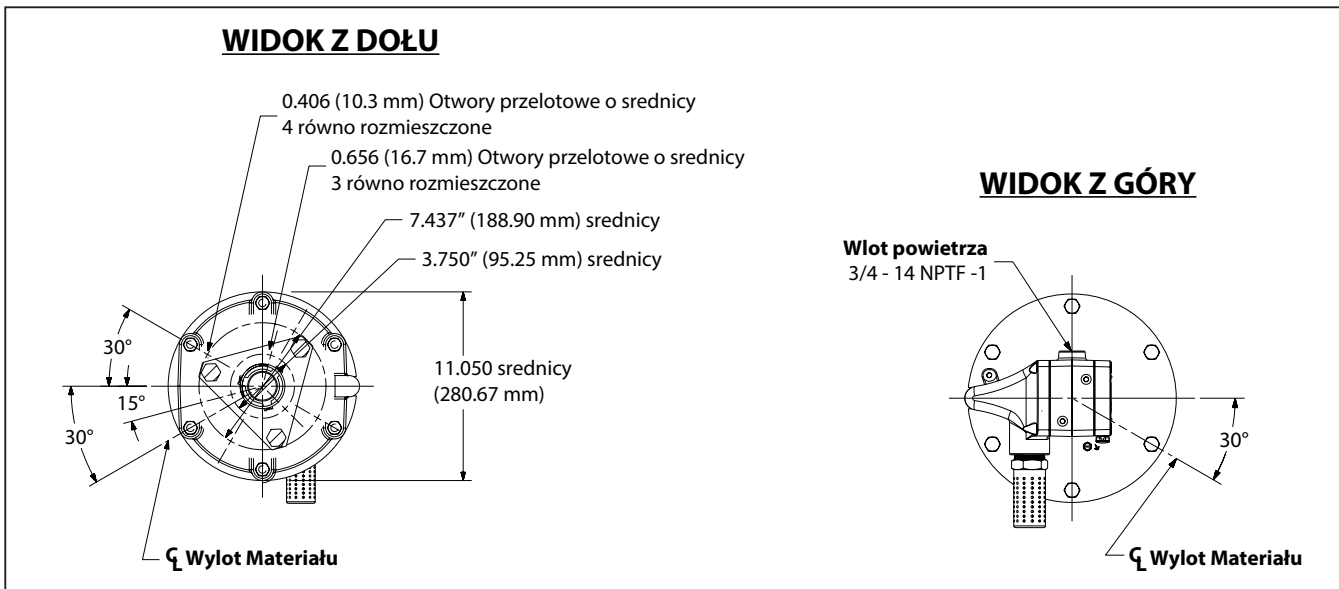 WIDOK Z DOŁU
0.406 (10.3 mm) Otwory przelotowe o srednicy
4 równo rozmieszczone
0.656 (16.7 mm) Otwory przelotowe o srednicy
3 równo rozmieszczone
7.437” (188.90 mm) srednicy
3.750” (95.25 mm) srednicy
30°
15°
30°
11.050 srednicy
(280.67 mm)
℄ Wylot Materiału
WIDOK Z GÓRY
Wlot powietrza
3/4 - 14 NPTF -1
30°
℄ Wylot Materiału